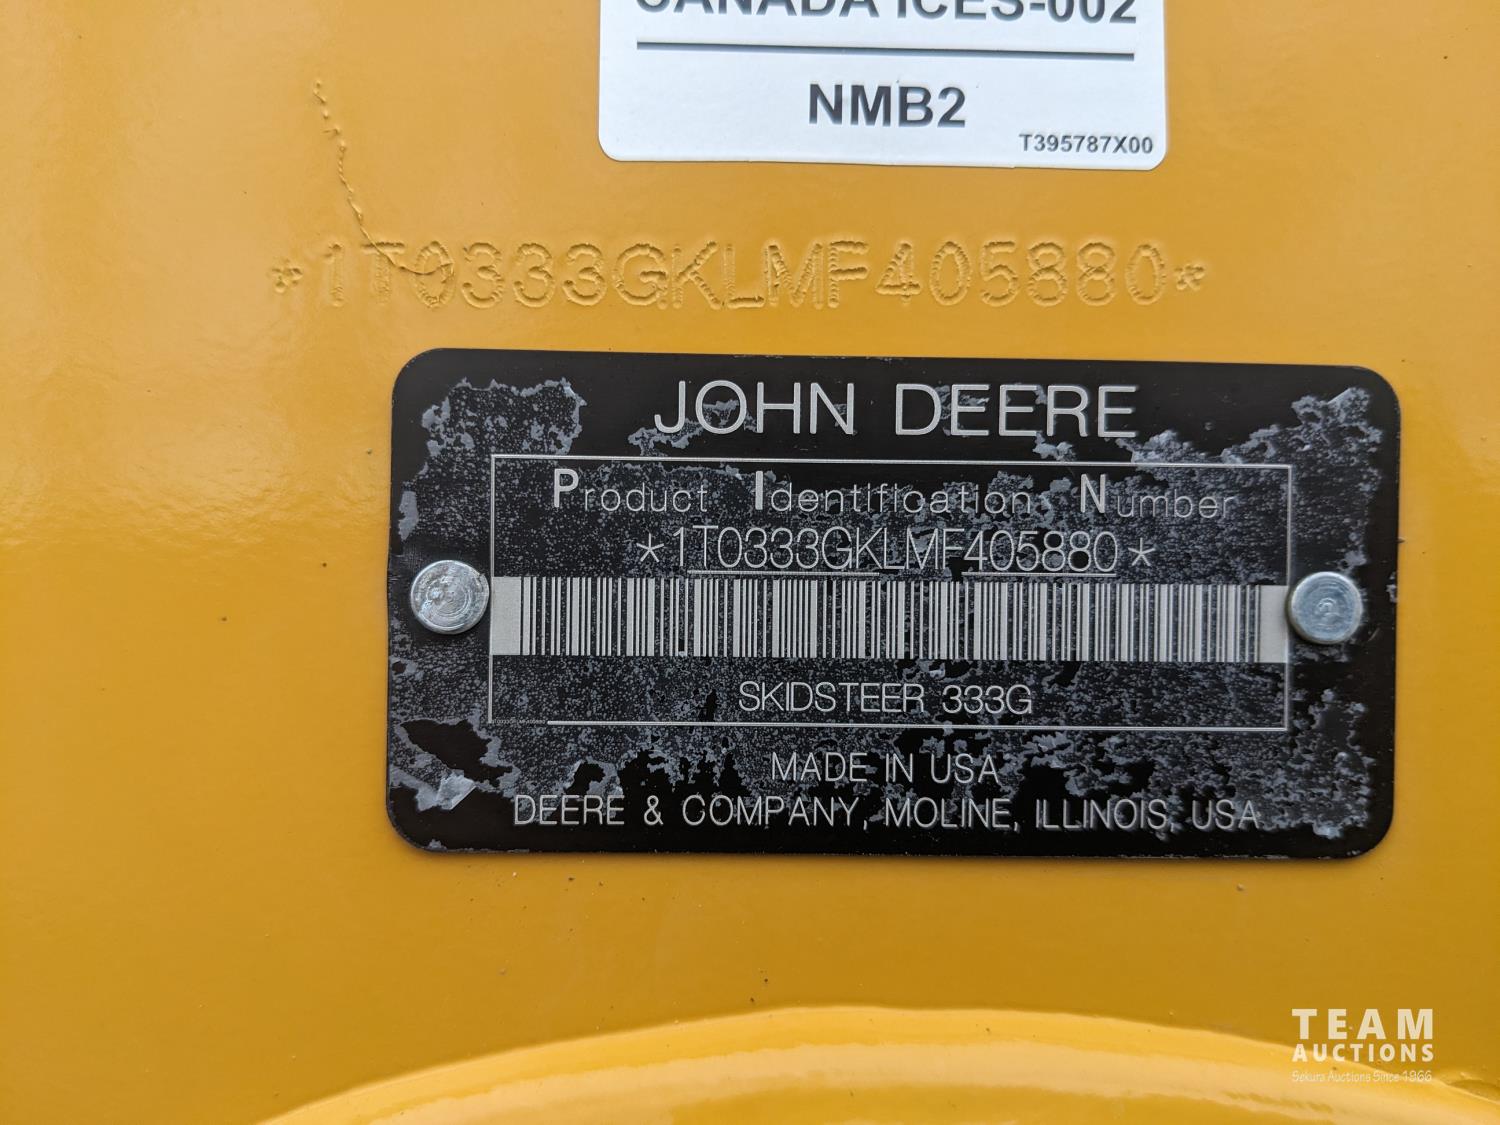 CANADA ICES-002
NMB2
T395787X00
*1T0333GKLMF405880*
JOHN DEERE
Product Identification Number
*1T0333GKLMF405880*
SKIDSTEER 333G
1T0333GKLMF405880
MADE IN USA
DEERE & COMPANY, MOLINE, ILLINOIS, USA
TEAM
AUCTIONS
Sekura Auctions Since 1966